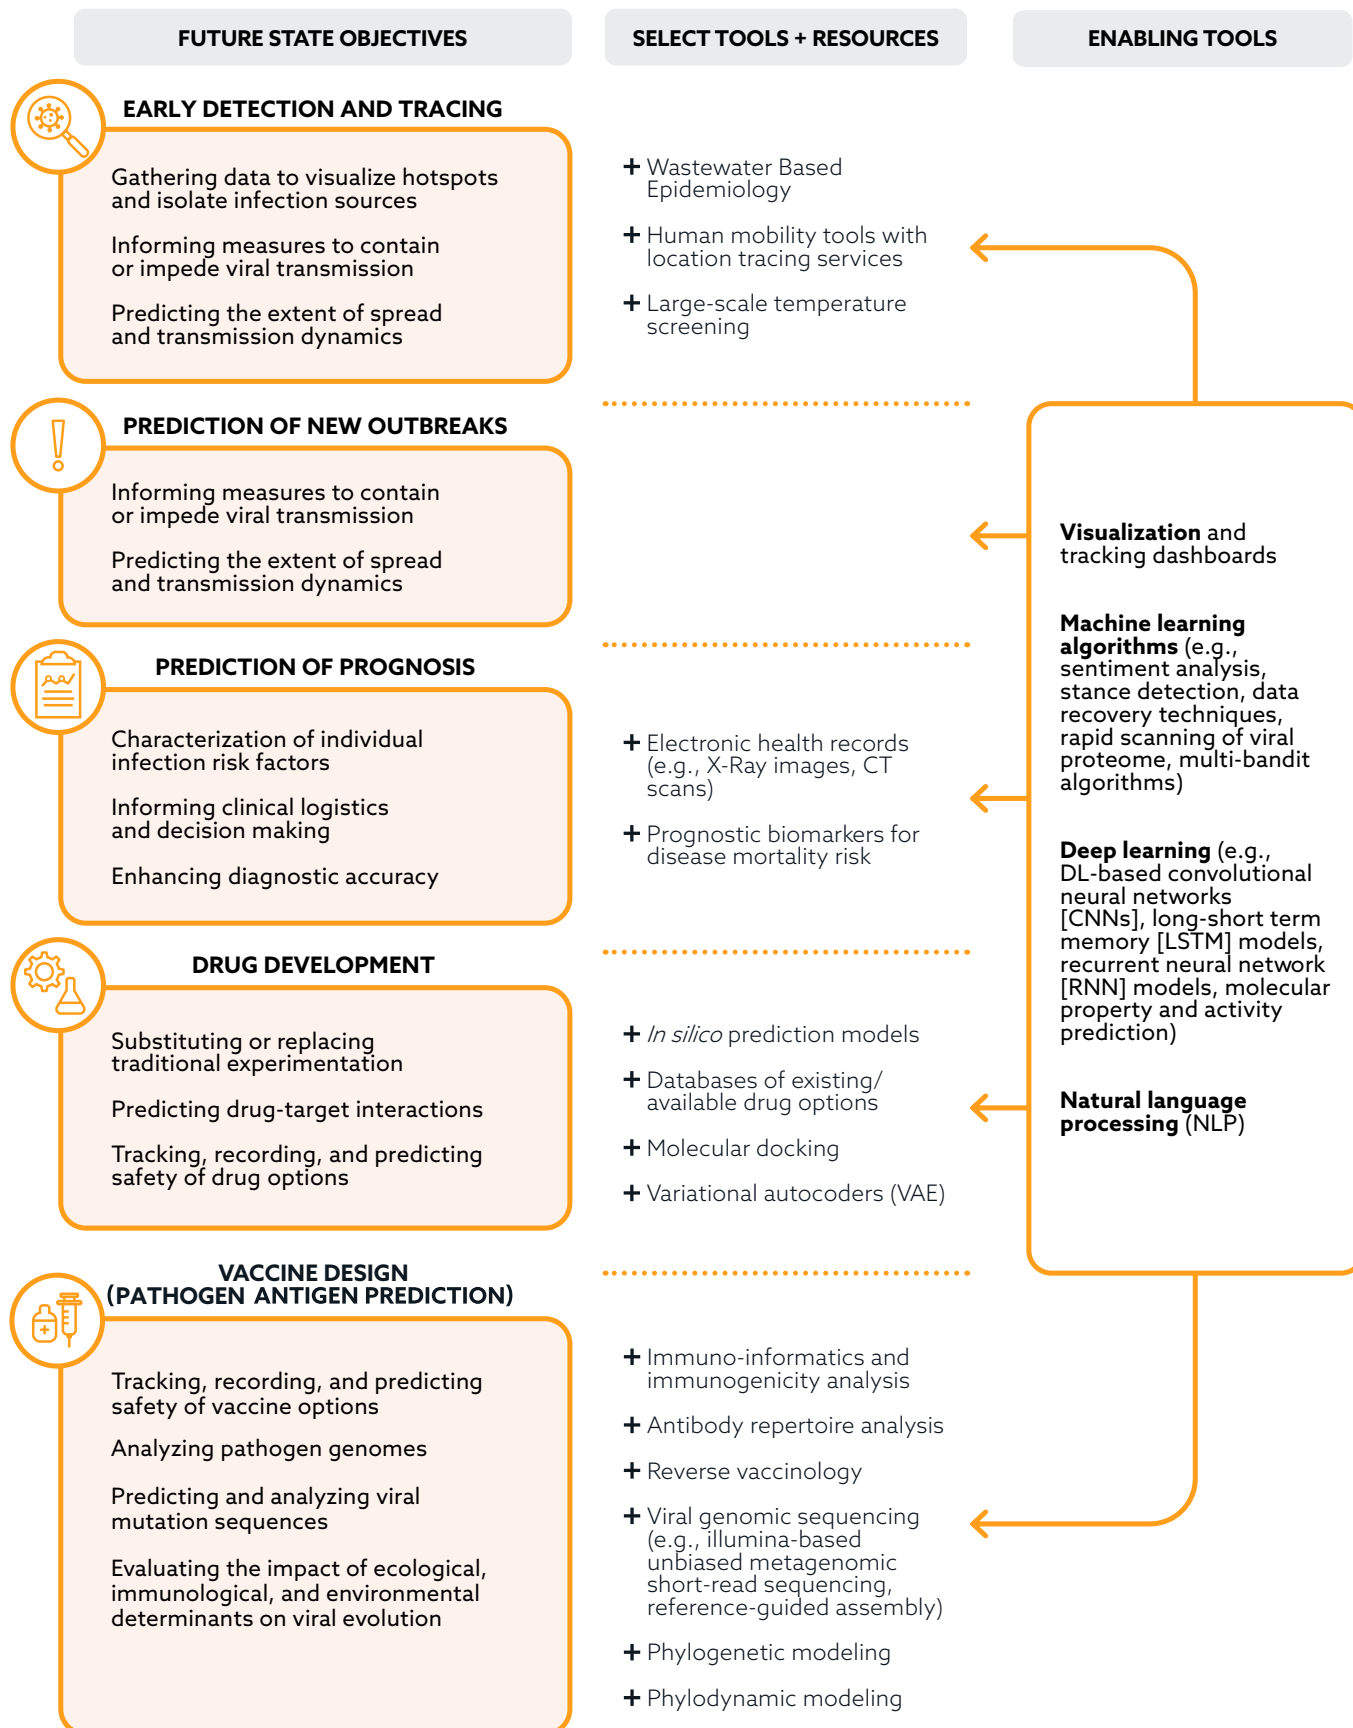 FUTURE STATE OBJECTIVES
SELECT TOOLS + RESOURCES
ENABLING TOOLS
EARLY DETECTION AND TRACING
Gathering data to visualize hotspots
and isolate infection sources
Informing measures to contain
or impede viral transmission
Predicting the extent of spread
and transmission dynamics
+ Wastewater Based
Epidemiology
+ Human mobility tools with
location tracing services
+ Large-scale temperature
screening
PREDICTION OF NEW OUTBREAKS
Informing measures to contain
or impede viral transmission
Predicting the extent of spread
and transmission dynamics
PREDICTION OF PROGNOSIS
Characterization of individual
infection risk factors
Informing clinical logistics
and decision making
Enhancing diagnostic accuracy
+ Electronic health records
(e.g., X-Ray images, CT
scans)
+ Prognostic biomarkers for
disease mortality risk
DRUG DEVELOPMENT
Substituting or replacing
traditional experimentation
Predicting drug-target interactions
Tracking, recording, and predicting
safety of drug options
+ In silico prediction models
+ Databases of existing/
available drug options
+ Molecular docking
+ Variational autocoders (VAE)
VACCINE DESIGN
(PATHOGEN ANTIGEN PREDICTION)
Tracking, recording, and predicting
safety of vaccine options
Analyzing pathogen genomes
Predicting and analyzing viral
mutation sequences
Evaluating the impact of ecological,
immunological, and environmental
determinants on viral evolution
+ Immuno-informatics and
immunogenicity analysis
+ Antibody repertoire analysis
+ Reverse vaccinology
+ Viral genomic sequencing
(e.g., illumina-based
unbiased metagenomic
short-read sequencing,
reference-guided assembly)
+ Phylogenetic modeling
+ Phylodynamic modeling
Visualization and
tracking dashboards
Machine learning
algorithms (e.g.,
sentiment analysis,
stance detection, data
recovery techniques,
rapid scanning of viral
proteome, multi-bandit
algorithms)
Deep learning (e.g.,
DL-based convolutional
neural networks
[CNNs], long-short term
memory [LSTM] models,
recurrent neural network
[RNN] models, molecular
property and activity
prediction)
Natural language
processing (NLP)